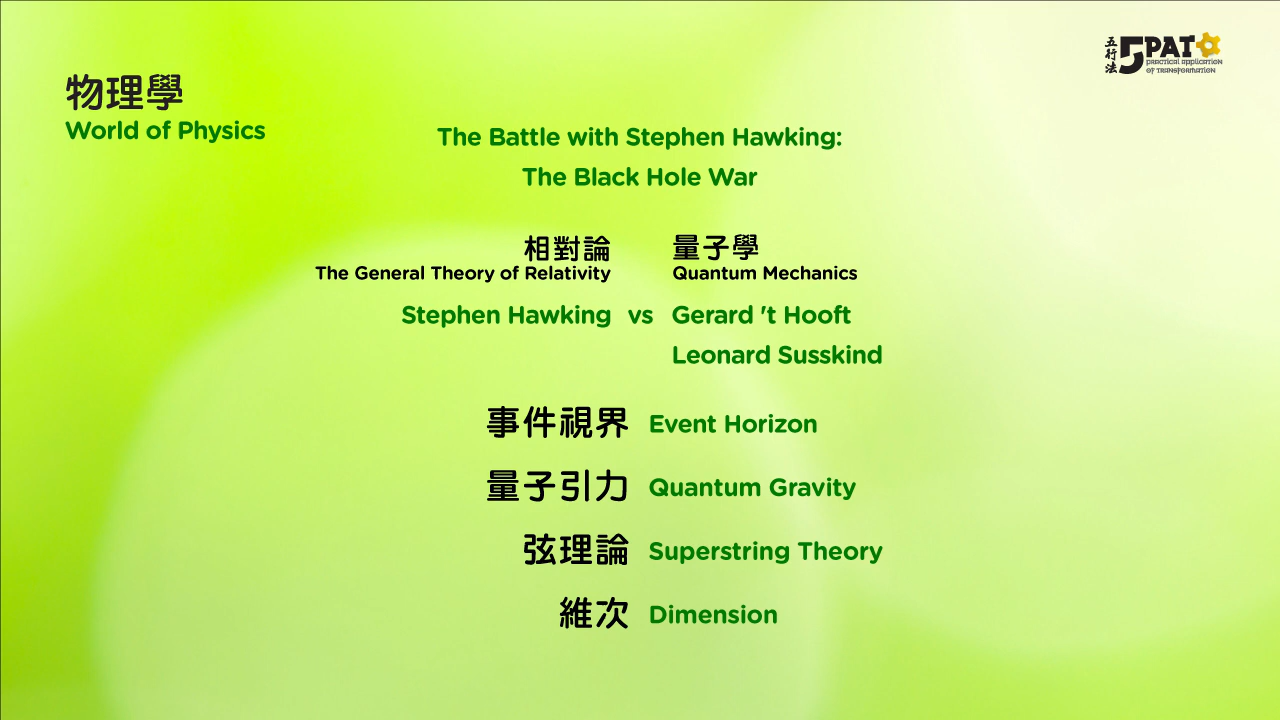 五行法 5PAT
PRACTICAL APPLICATION
OF TRANSFORMATION
物理學
World of Physics
The Battle with Stephen Hawking:
The Black Hole War
相對論 量子學
The General Theory of Relativity Quantum Mechanics
Stephen Hawking vs Gerard 't Hooft
Leonard Susskind
事件視界 Event Horizon
量子引力 Quantum Gravity
弦理論 Superstring Theory
維次 Dimension